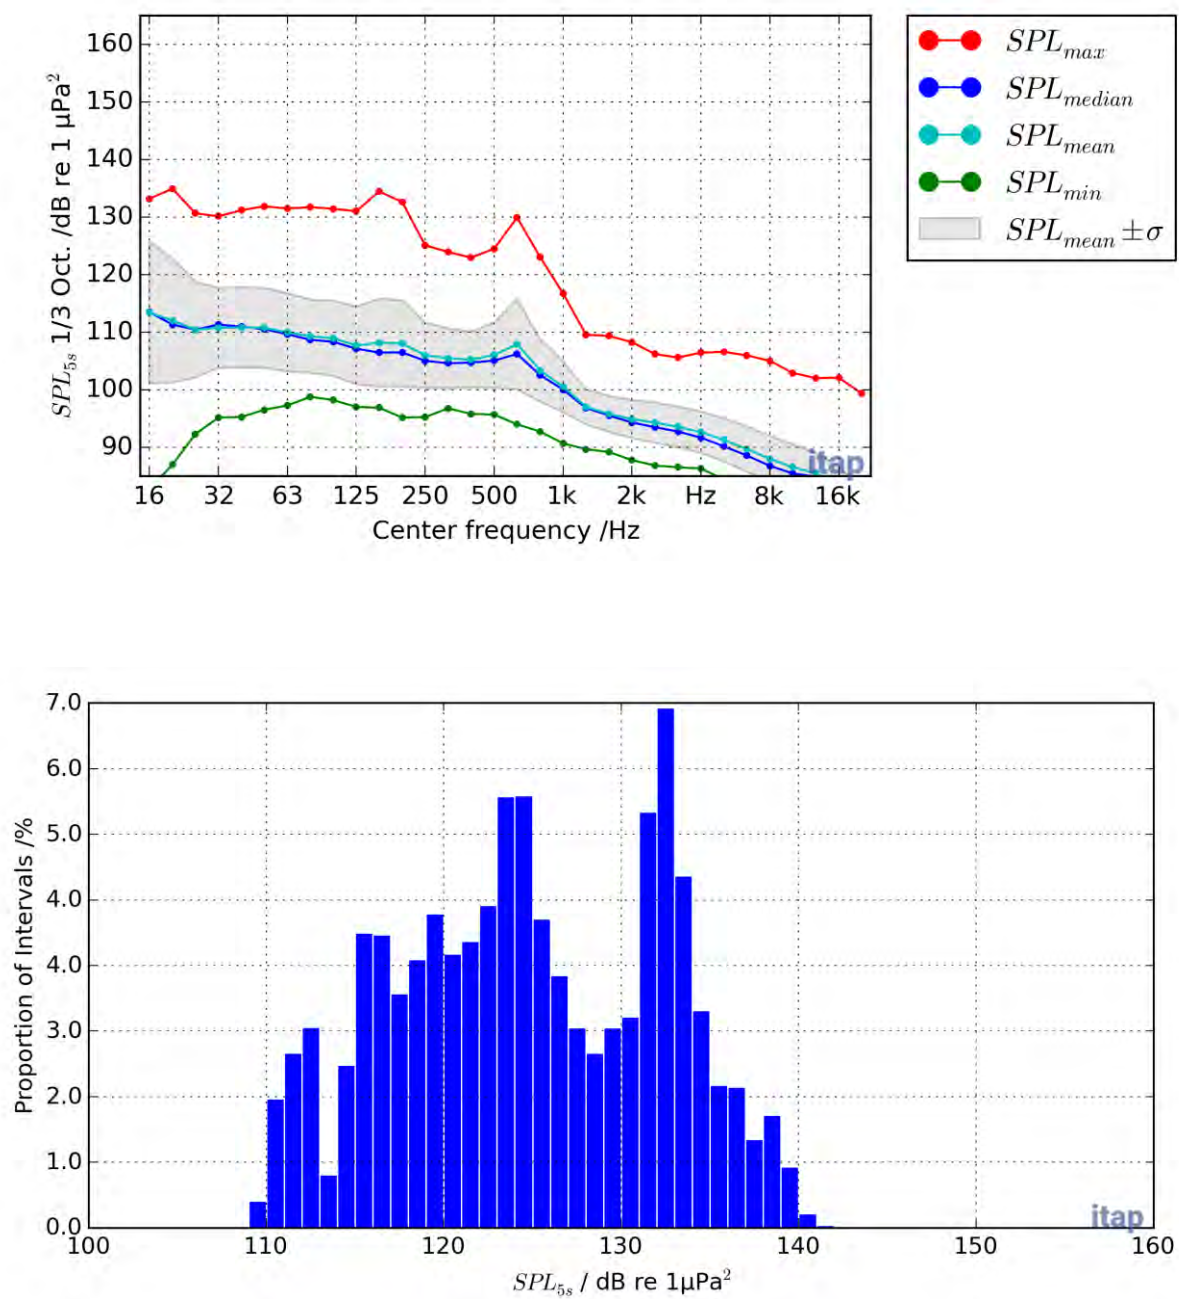 160
150
140
130
120
110
100
90
SPL5s 1/3 Oct. /dB re 1 µPa²
16 32 63 125 250 500 1k 2k Hz 8k 16k
Center frequency /Hz
itap
SPLmax
SPLmedian
SPLmean
SPLmin
SPLmean ±σ
7.0
6.0
5.0
4.0
4.0
3.0
2.0
1.0
0.0
Proportion of Intervals /%
100 110 120 130 140 150 160
SPL5s / dB re 1µPa²
itap